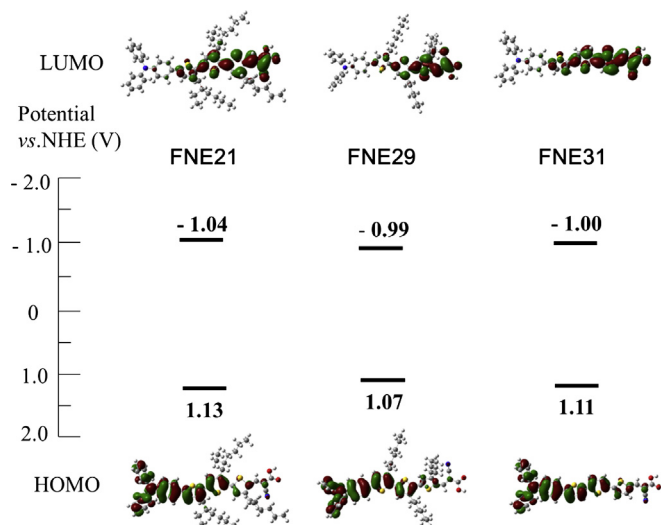 LUMO
Potential
vs.NHE (V)
FNE21 FNE29 FNE31
- 2.0
- 1.04 - 0.99 - 1.00
- 1.0
0
1.0
1.13 1.07 1.11
2.0
HOMO